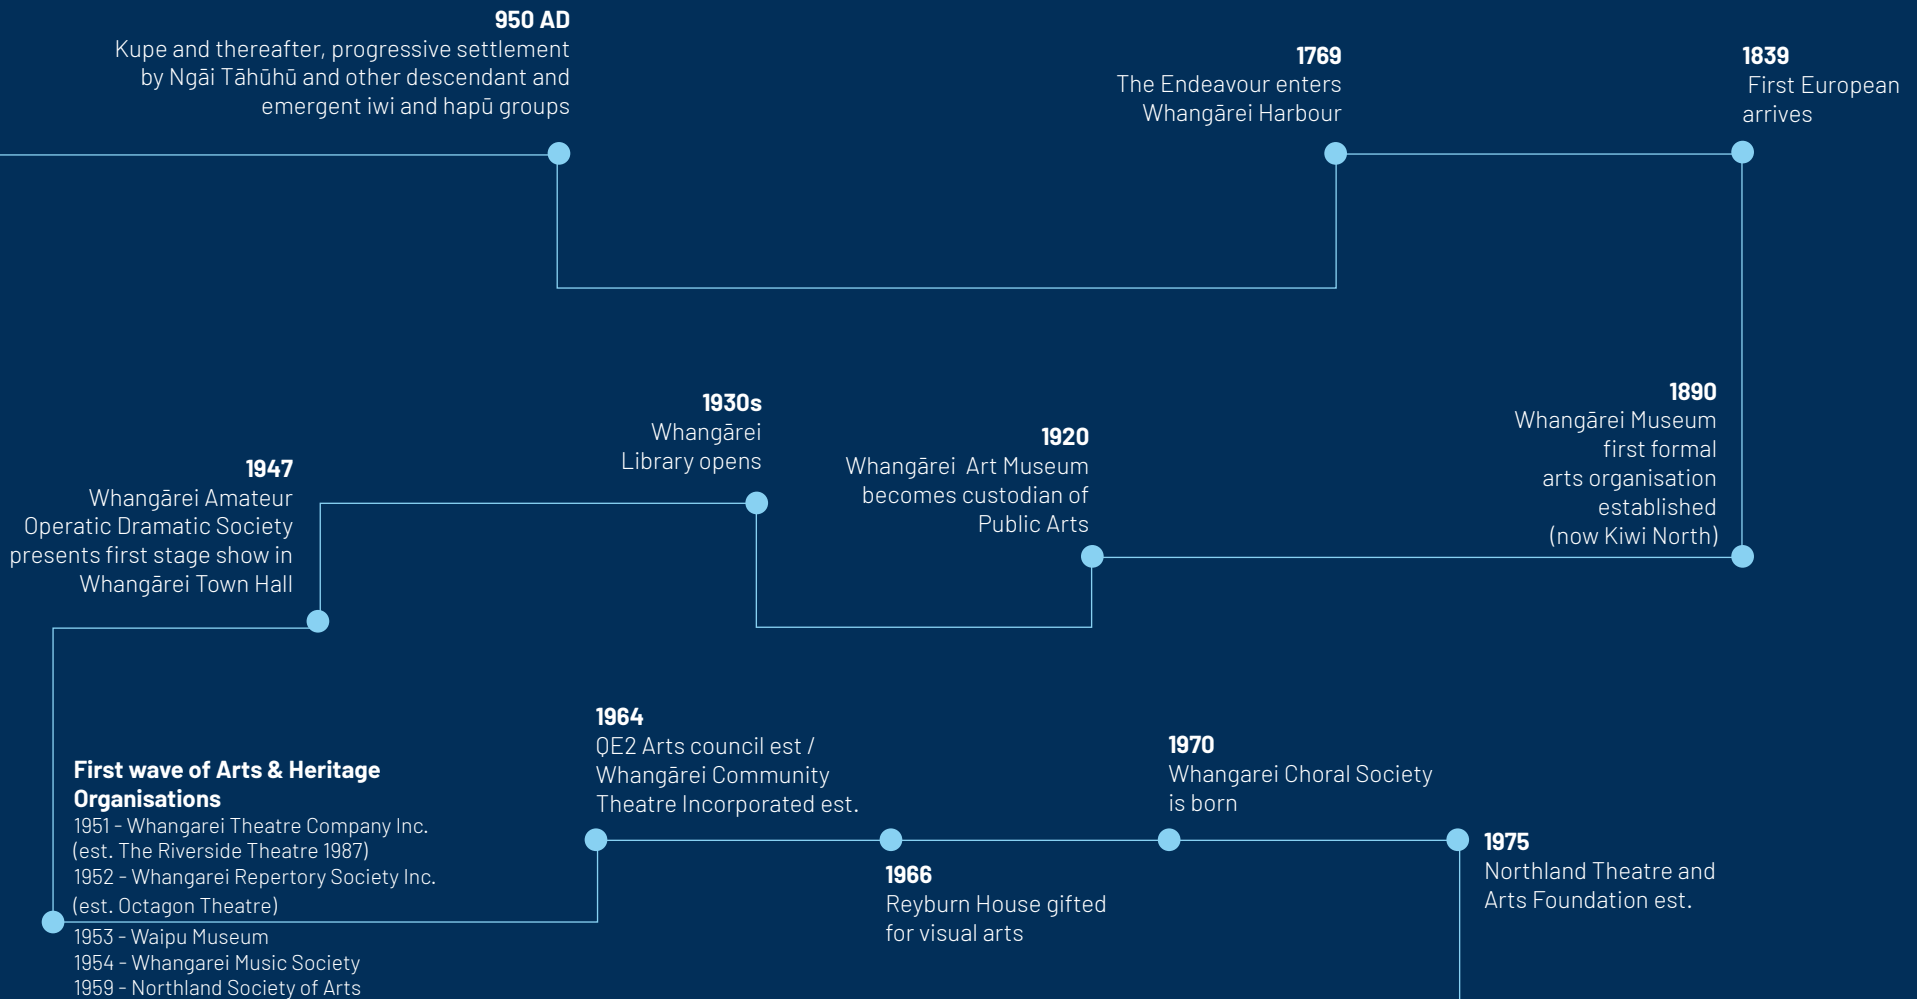 950 AD
Kupe and thereafter, progressive settlement
by Ngāi Tāhūhū and other descendant and
emergent iwi and hapū groups
1769
The Endeavour enters
Whangārei Harbour
1839
First European
arrives
1890
Whangārei Museum
first formal
arts organisation
established
(now Kiwi North)
1920
Whangārei Art Museum
becomes custodian of
Public Arts
1930s
Whangārei
Library opens
1947
Whangārei Amateur
Operatic Dramatic Society
presents first stage show in
Whangārei Town Hall
First wave of Arts & Heritage
Organisations
1951 - Whangarei Theatre Company Inc.
(est. The Riverside Theatre 1987)
1952 - Whangarei Repertory Society Inc.
(est. Octagon Theatre)
1953 - Waipu Museum
1954 - Whangarei Music Society
1959 - Northland Society of Arts
1964
QE2 Arts council est /
Whangārei Community
Theatre Incorporated est.
1966
Reyburn House gifted
for visual arts
1970
Whangarei Choral Society
is born
1975
Northland Theatre and
Arts Foundation est.